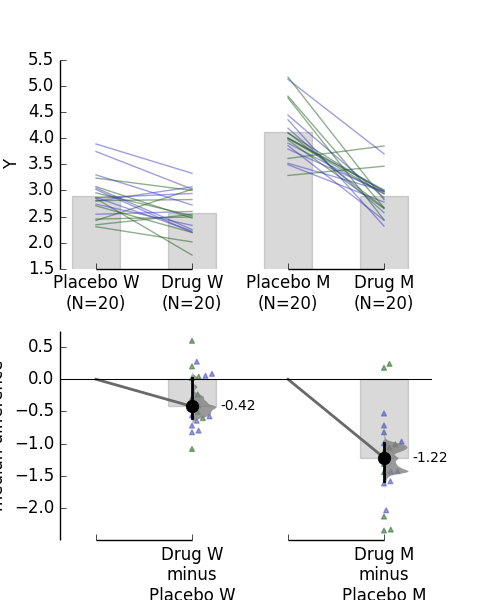 5.5
5.0
4.5
4.0
3.5
3.0
2.5
2.0
1.5
Y
Placebo W
(N=20)
Drug W
(N=20)
Placebo M
(N=20)
Drug M
(N=20)
0.5
0.0
−0.5
−1.0
−1.5
−2.0
-0.42
-1.22
Drug W
minus
Placebo W
Drug M
minus
Placebo M